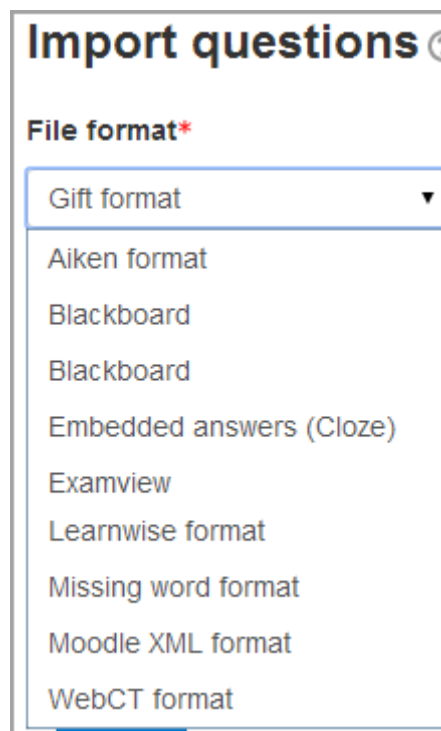 Import questions
File format*
Gift format
Aiken format
Blackboard
Blackboard
Embedded answers (Cloze)
Examview
Learnwise format
Missing word format
Moodle XML format
WebCT format